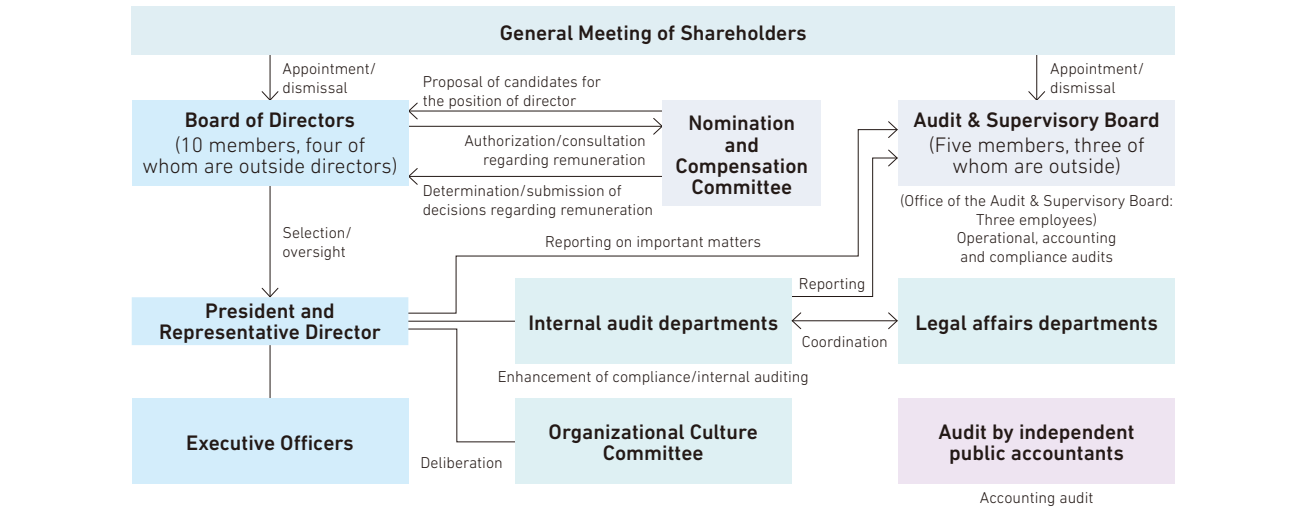 General Meeting of Shareholders
Appointment/
dismissal
Proposal of candidates for
the position of director
Appointment/
dismissal
Board of Directors
(10 members, four of
whom are outside directors)
Authorization/consultation
regarding remuneration
Determination/submission of
decisions regarding remuneration
Nomination
and
Compensation
Committee
Audit & Supervisory Board
(Five members, three of
whom are outside)
(Office of the Audit & Supervisory Board:
Three employees)
Operational, accounting
and compliance audits
Selection/
oversight
Reporting on important matters
Reporting
President and
Representative Director
Internal audit departments
Coordination
Legal affairs departments
Enhancement of compliance/internal auditing
Executive Officers
Deliberation
Organizational Culture
Committee
Audit by independent
public accountants
Accounting audit